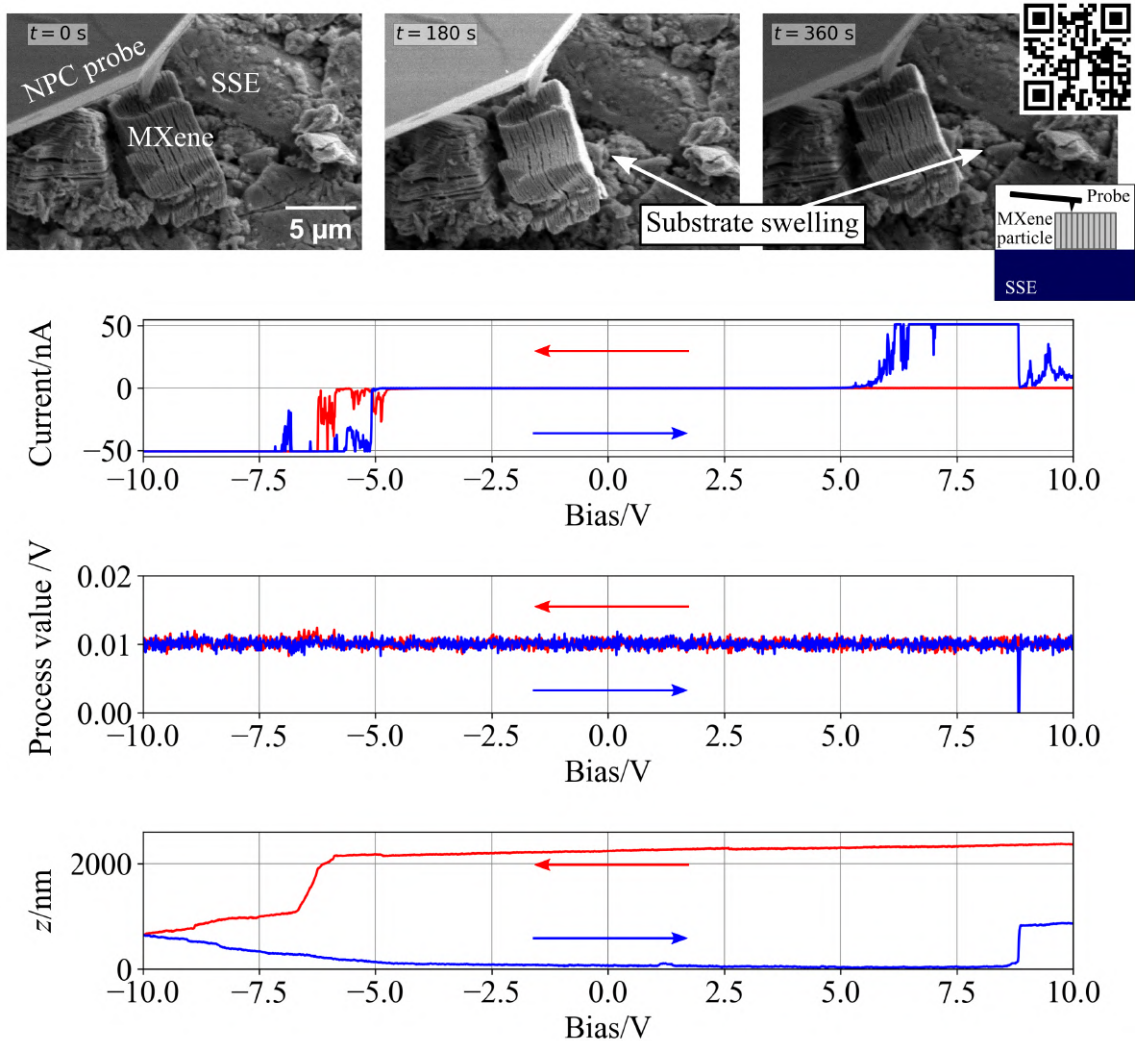 t = 0 s
NPC probe
SSE
MXene
5 μm
t = 180 s
t = 360 s
Substrate swelling
Probe
MXene
particle
SSE
Current/nA
50
0
−50
−10.0 −7.5 −5.0 −2.5 0.0 2.5 5.0 7.5 10.0
Bias/V
Process value /V
0.02
0.01
0.00
−10.0 −7.5 −5.0 −2.5 0.0 2.5 5.0 7.5 10.0
Bias/V
z/nm
2000
0
−10.0 −7.5 −5.0 −2.5 0.0 2.5 5.0 7.5 10.0
Bias/V